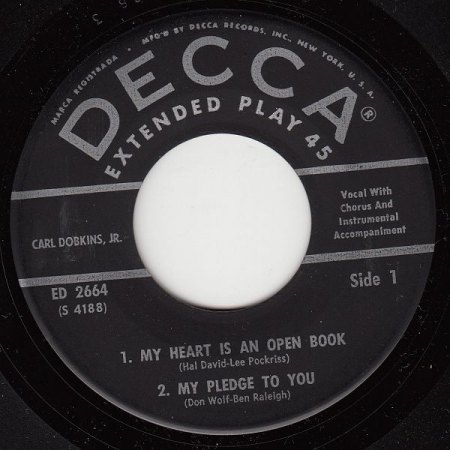 MARCA REGISTRADA • MF'G BY DECCA RECORDS, INC., NEW YORK, U. S. A.
DECCA®
EXTENDED PLAY 45
Vocal With
Chorus And
Instrumental
Accompaniment
CARL DOBKINS, JR.
ED 2664
(S 4188)
Side 1
1. MY HEART IS AN OPEN BOOK
(Hal David-Lee Pockriss)
2. MY PLEDGE TO YOU
(Don Wolf-Ben Raleigh)